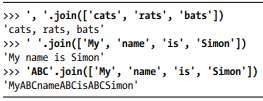 >>> ', '.join(['cats', 'rats', 'bats'])
'cats, rats, bats'
>>> ' '.join(['My', 'name', 'is', 'Simon'])
'My name is Simon'
>>> 'ABC'.join(['My', 'name', 'is', 'Simon'])
'MyABCnameABCisABCSimon'